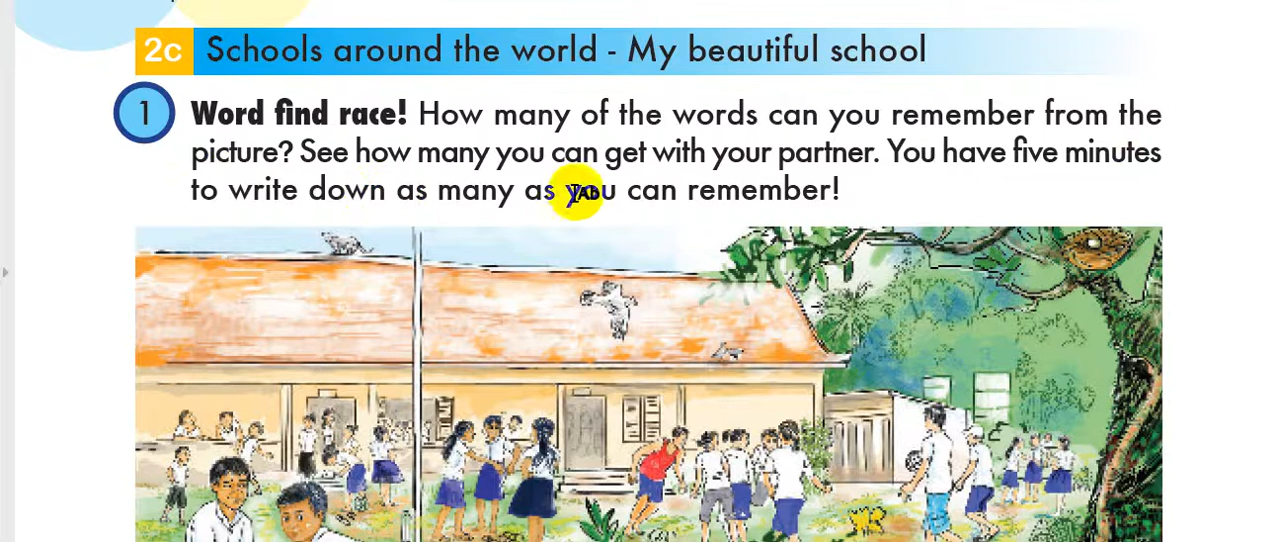 2c Schools around the world - My beautiful school
1 Word find race! How many of the words can you remember from the
picture? See how many you can get with your partner. You have five minutes
to write down as many as you can remember!